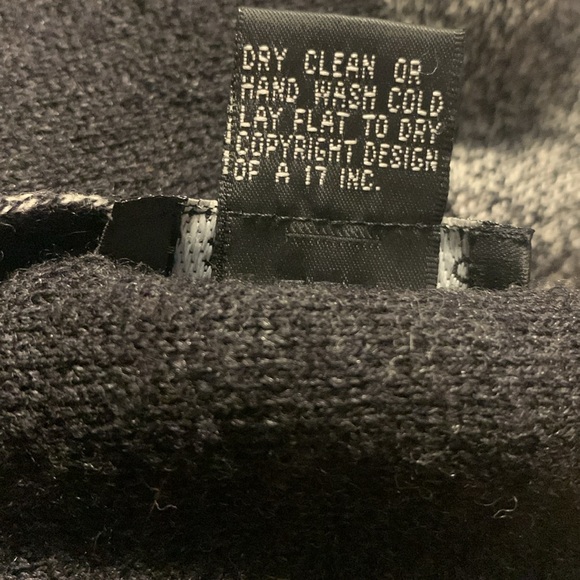 DRY CLEAN OR
HAND WASH COLD
LAY FLAT TO DRY
COPYRIGHT DESIGN
OF A 17 INC.